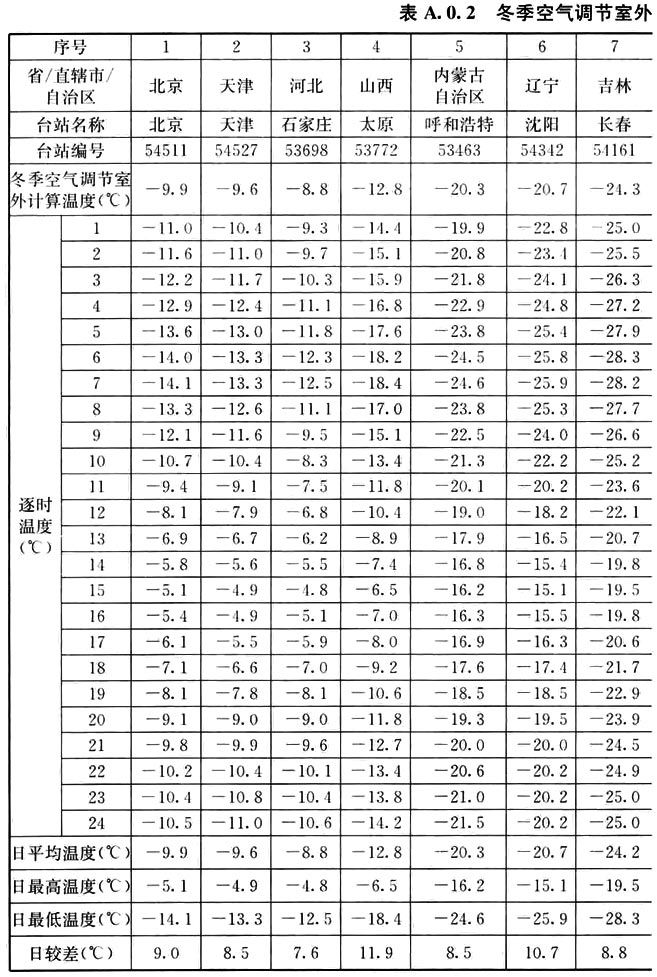 表 A.0.2 冬季空气调节室外
序号 1 2 3 4 5 6 7
省/直辖市/自治区 北京 天津 河北 山西 内蒙古自治区 辽宁 吉林
台站名称 北京 天津 石家庄 太原 呼和浩特 沈阳 长春
台站编号 54511 54527 53698 53772 53463 54342 54161
冬季空气调节室外计算温度(℃) －9.9 －9.6 －8.8 －12.8 －20.3 －20.7 －24.3
逐时温度(℃)
1 －11.0 －10.4 －9.3 －14.4 －19.9 －22.8 －25.0
2 －11.6 －11.0 －9.7 －15.1 －20.8 －23.4 －25.5
3 －12.2 －11.7 －10.3 －15.9 －21.8 －24.1 －26.3
4 －12.9 －12.4 －11.1 －16.8 －22.9 －24.8 －27.2
5 －13.6 －13.0 －11.8 －17.6 －23.8 －25.4 －27.9
6 －14.0 －13.3 －12.3 －18.2 －24.5 －25.8 －28.3
7 －14.1 －13.3 －12.5 －18.4 －24.6 －25.9 －28.2
8 －13.3 －12.6 －11.1 －17.0 －23.8 －25.3 －27.7
9 －12.1 －11.6 －9.5 －15.1 －22.5 －24.0 －26.6
10 －10.7 －10.4 －8.3 －13.4 －21.3 －22.2 －25.2
11 －9.4 －9.1 －7.5 －11.8 －20.1 －20.2 －23.6
12 －8.1 －7.9 －6.8 －10.4 －19.0 －18.2 －22.1
13 －6.9 －6.7 －6.2 －8.9 －17.9 －16.5 －20.7
14 －5.8 －5.6 －5.5 －7.4 －16.8 －15.4 －19.8
15 －5.1 －4.9 －4.8 －6.5 －16.2 －15.1 －19.5
16 －5.4 －4.9 －5.1 －7.0 －16.3 －15.5 －19.8
17 －6.1 －5.5 －5.9 －8.0 －16.9 －16.3 －20.6
18 －7.1 －6.6 －7.0 －9.2 －17.6 －17.4 －21.7
19 －8.1 －7.8 －8.1 －10.6 －18.5 －18.5 －22.9
20 －9.1 －9.0 －9.0 －11.8 －19.3 －19.5 －23.9
21 －9.8 －9.9 －9.6 －12.7 －20.0 －20.0 －24.5
22 －10.2 －10.4 －10.1 －13.4 －20.6 －20.2 －24.9
23 －10.4 －10.8 －10.4 －13.8 －21.0 －20.2 －25.0
24 －10.5 －11.0 －10.6 －14.2 －21.5 －20.2 －25.0
日平均温度(℃) －9.9 －9.6 －8.8 －12.8 －20.3 －20.7 －24.2
日最高温度(℃) －5.1 －4.9 －4.8 －6.5 －16.2 －15.1 －19.5
日最低温度(℃) －14.1 －13.3 －12.5 －18.4 －24.6 －25.9 －28.3
日较差(℃) 9.0 8.5 7.6 11.9 8.5 10.7 8.8